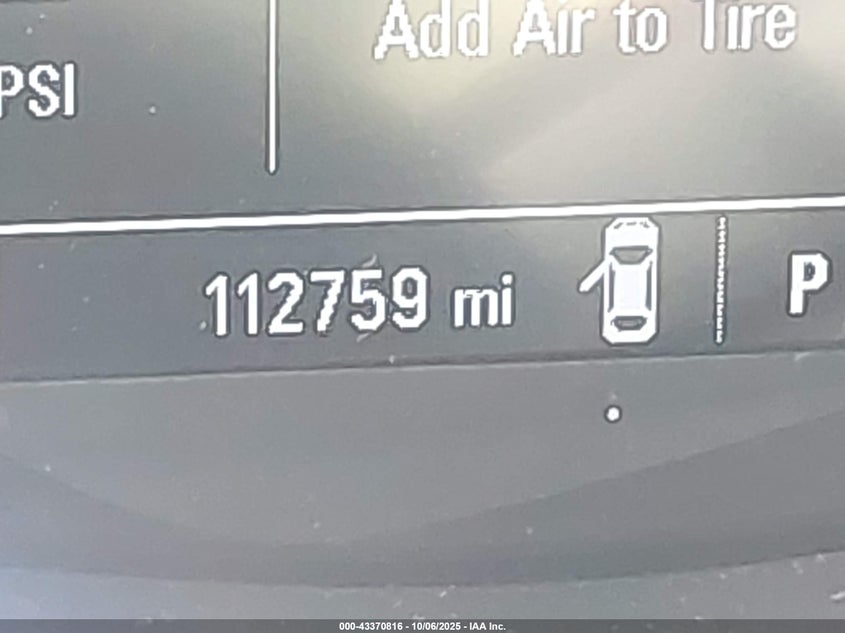 Add Air to Tire
PSI
112759 mi
P
000-43370816 - 10/06/2025 - IAA Inc.